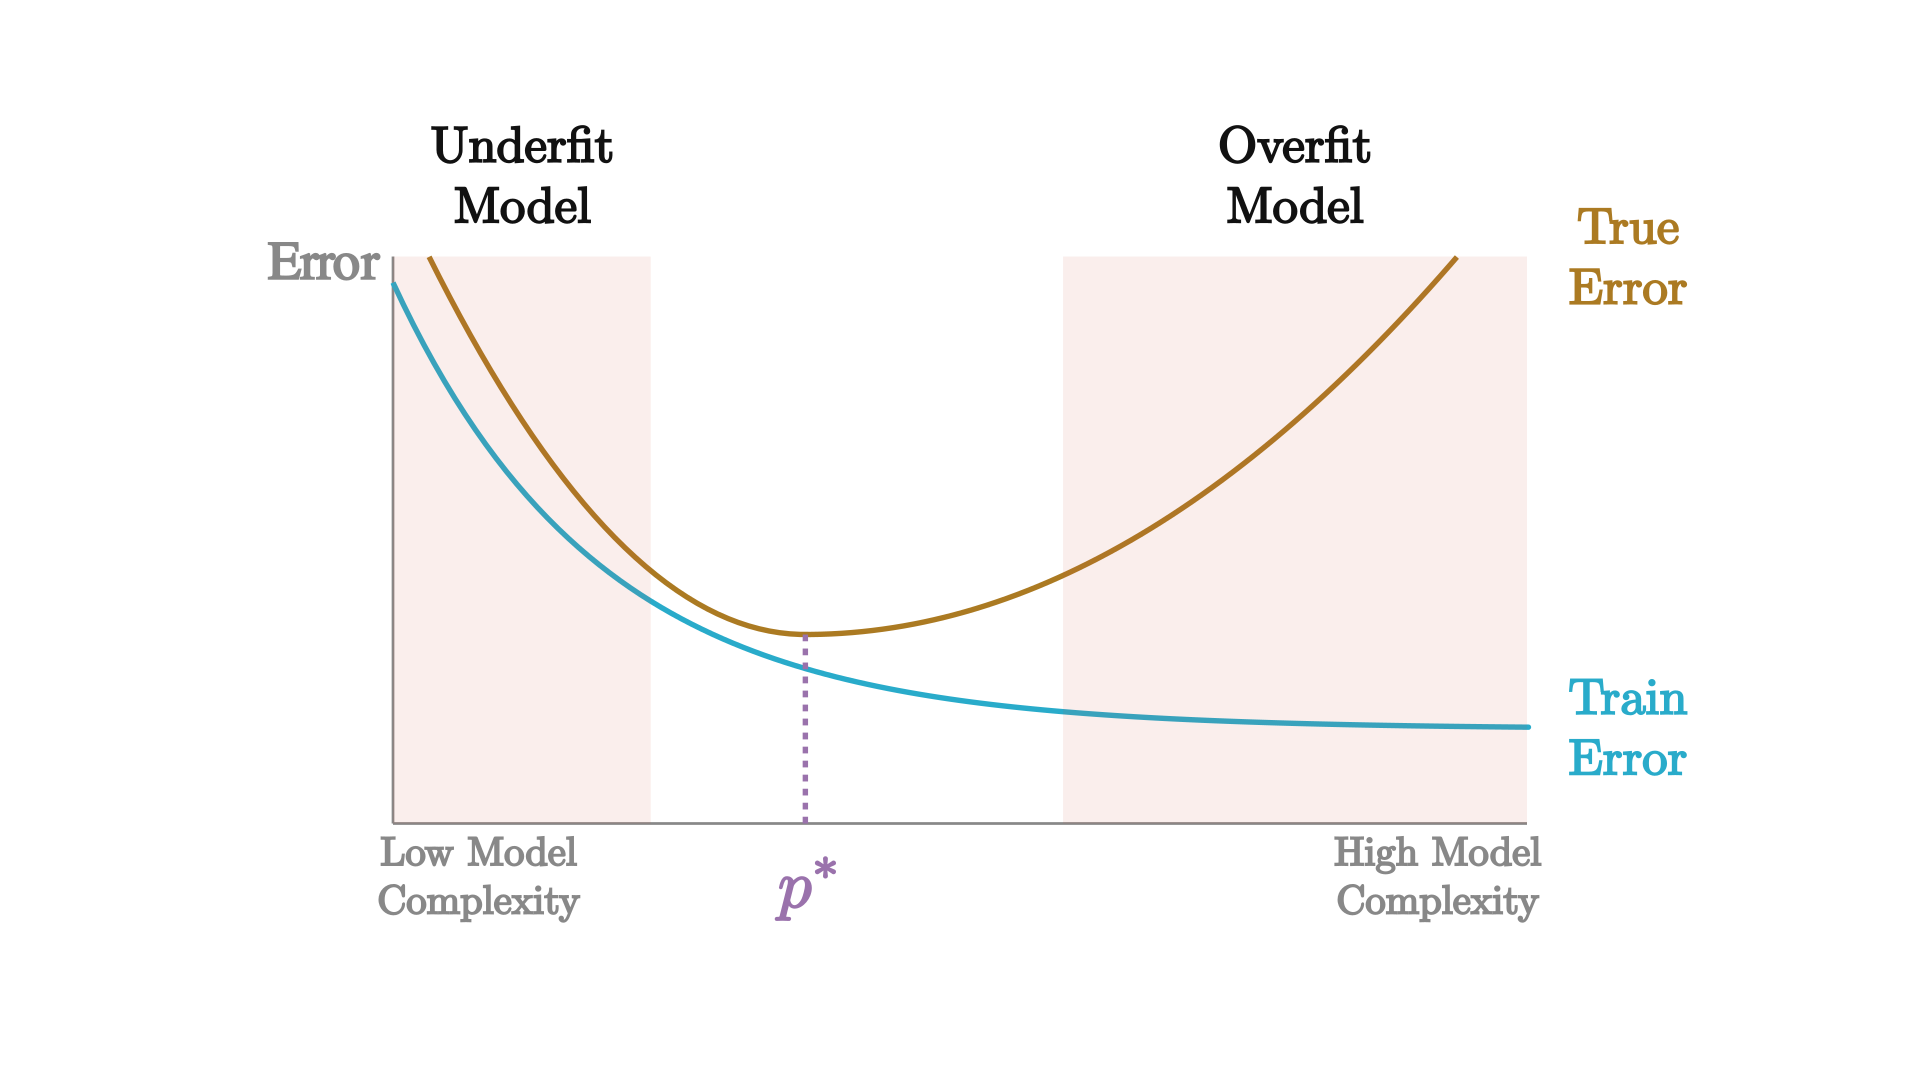 Underfit
Model
Overfit
Model
True
Error
Error
Train
Error
Low Model
Complexity
p*
High Model
Complexity